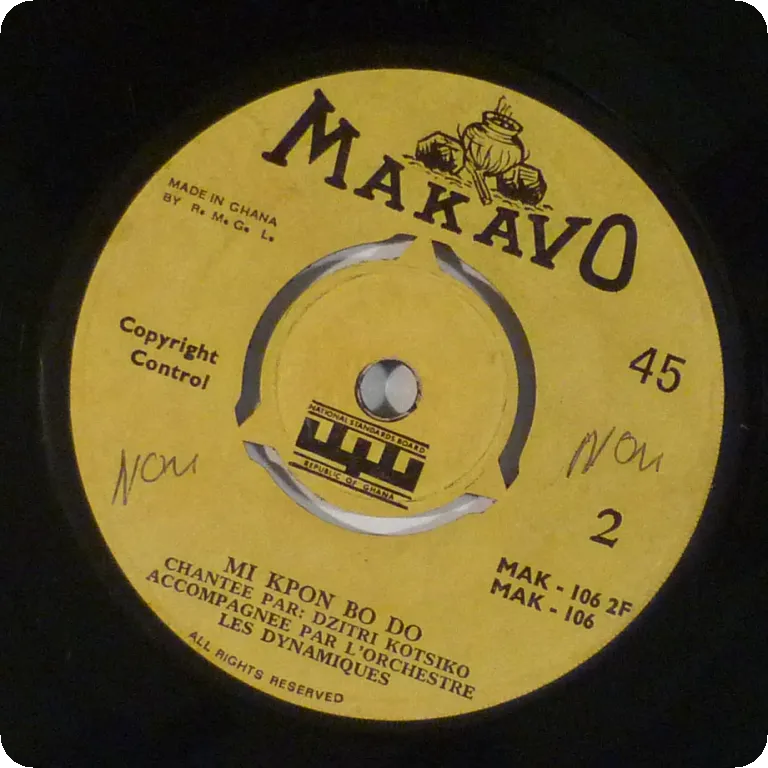 MAKAVO
MADE IN GHANA
BY R. M. G. L.
Copyright
Control
45
NATIONAL STANDARDS BOARD
REPUBLIC OF GHANA
Non
Non
2
MAK - 106 2F
MAK - 106
MI KPON BO DO
CHANTEE PAR: DZITRI KOTSIKO
ACCOMPAGNEE PAR L'ORCHESTRE
LES DYNAMIQUES
ALL RIGHTS RESERVED